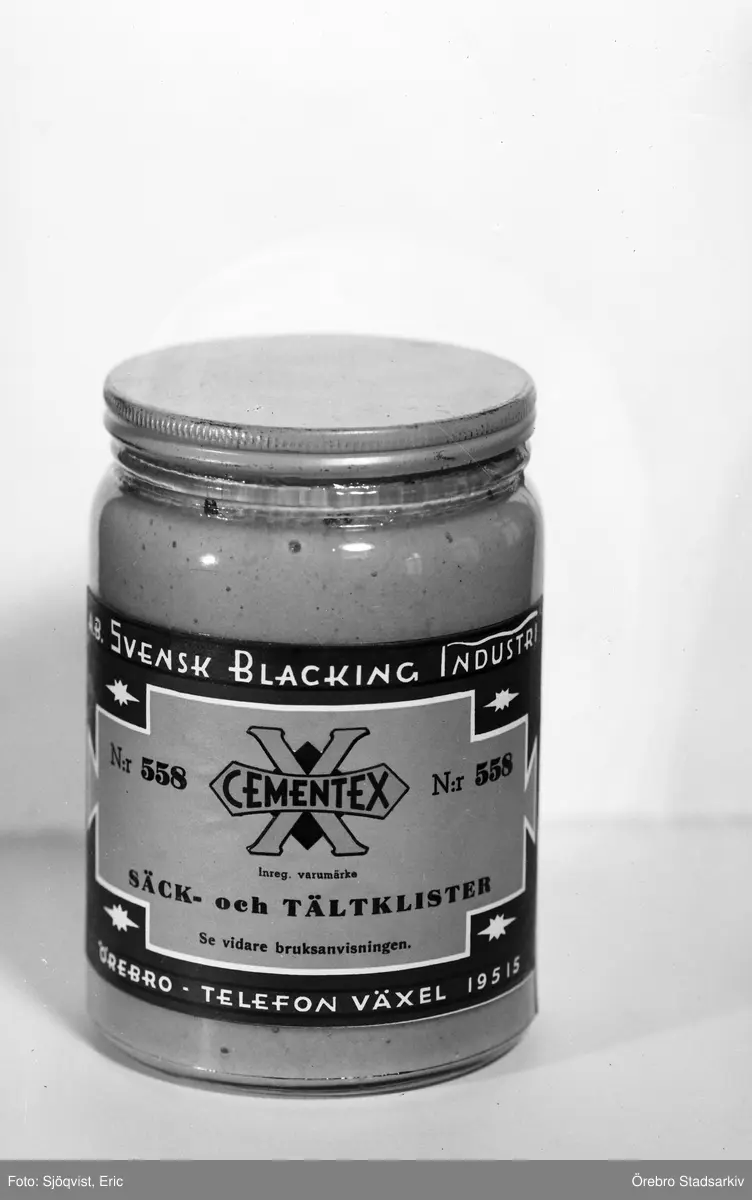 AB. SVENSK BLACKING INDUSTRI
N:r 558
CEMENTEX
X
N:r 558
Inreg. varumärke
SÄCK- och TÄLTKLISTER
Se vidare bruksanvisningen.
ÖREBRO - TELEFON VÄXEL 19515
Foto: Sjöqvist, Eric
Örebro Stadsarkiv